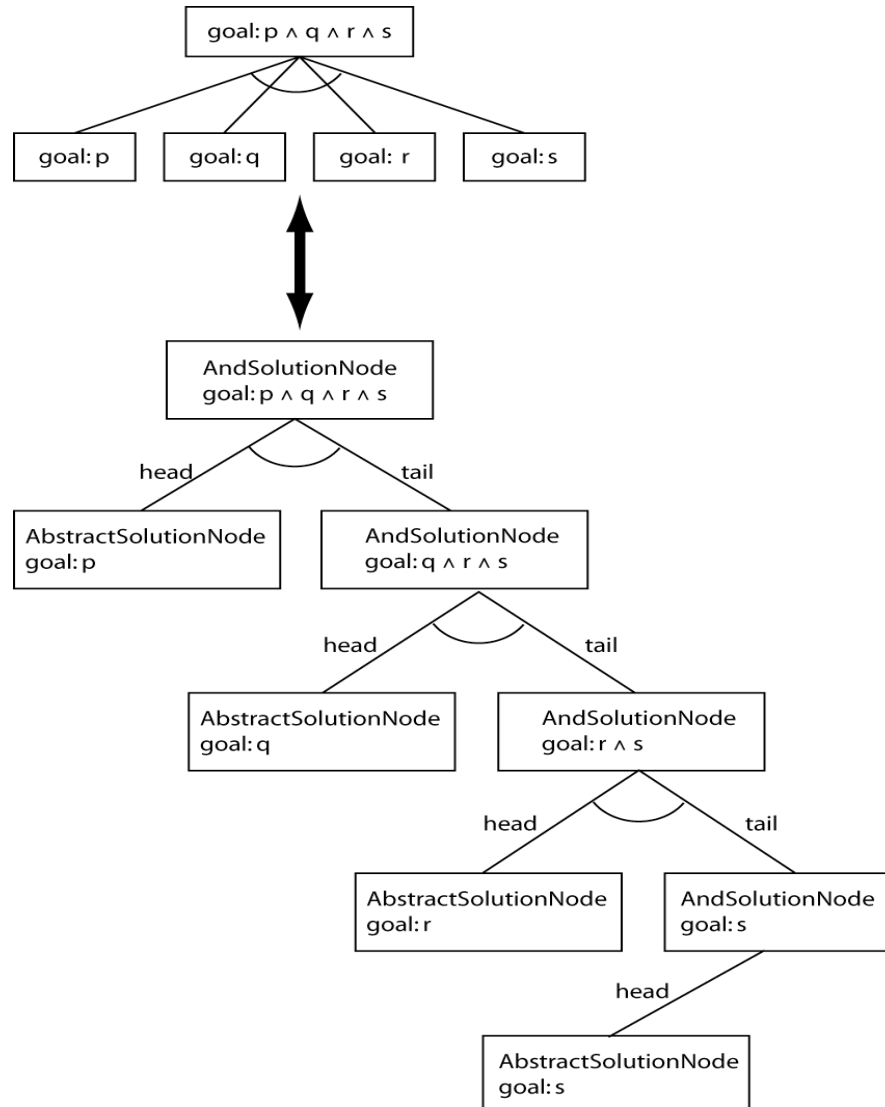 goal: p ∧ q ∧ r ∧ s
goal: p
goal: q
goal: r
goal: s
AndSolutionNode
goal: p ∧ q ∧ r ∧ s
head
tail
AbstractSolutionNode
goal: p
AndSolutionNode
goal: q ∧ r ∧ s
head
tail
AbstractSolutionNode
goal: q
AndSolutionNode
goal: r ∧ s
head
tail
AbstractSolutionNode
goal: r
AndSolutionNode
goal: s
head
AbstractSolutionNode
goal: s